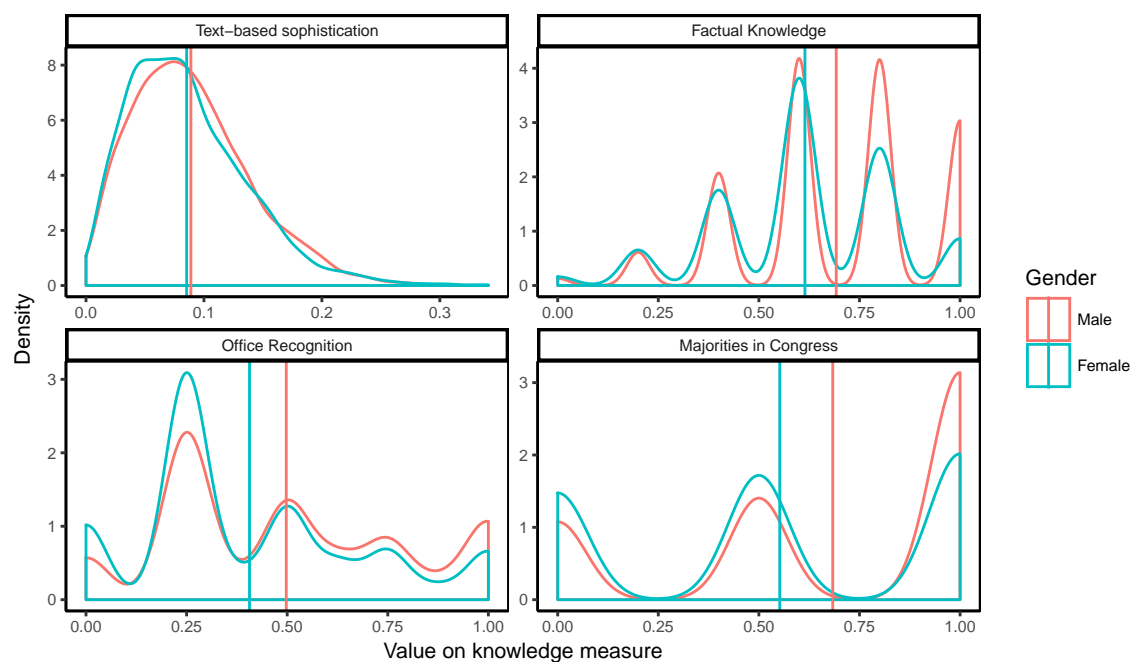 Text−based sophistication
Factual Knowledge
8
6
4
2
0
0.0 0.1 0.2 0.3
4
3
2
1
0
0.00 0.25 0.50 0.75 1.00
Office Recognition
Majorities in Congress
3
2
1
0
0.00 0.25 0.50 0.75 1.00
3
2
1
0
0.00 0.25 0.50 0.75 1.00
Density
Value on knowledge measure
Gender
Male
Female